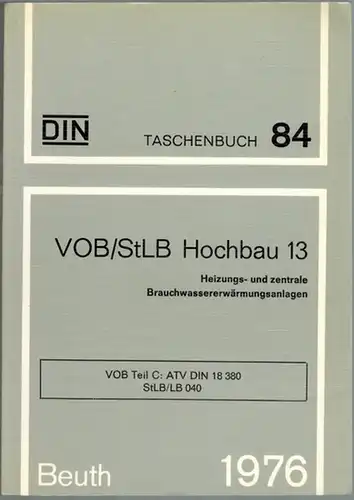 DIN TASCHENBUCH 84
VOB/StLB Hochbau 13
Heizungs- und zentrale
Brauchwassererwärmungsanlagen
VOB Teil C: ATV DIN 18 380
StLB/LB 040
Beuth 1976